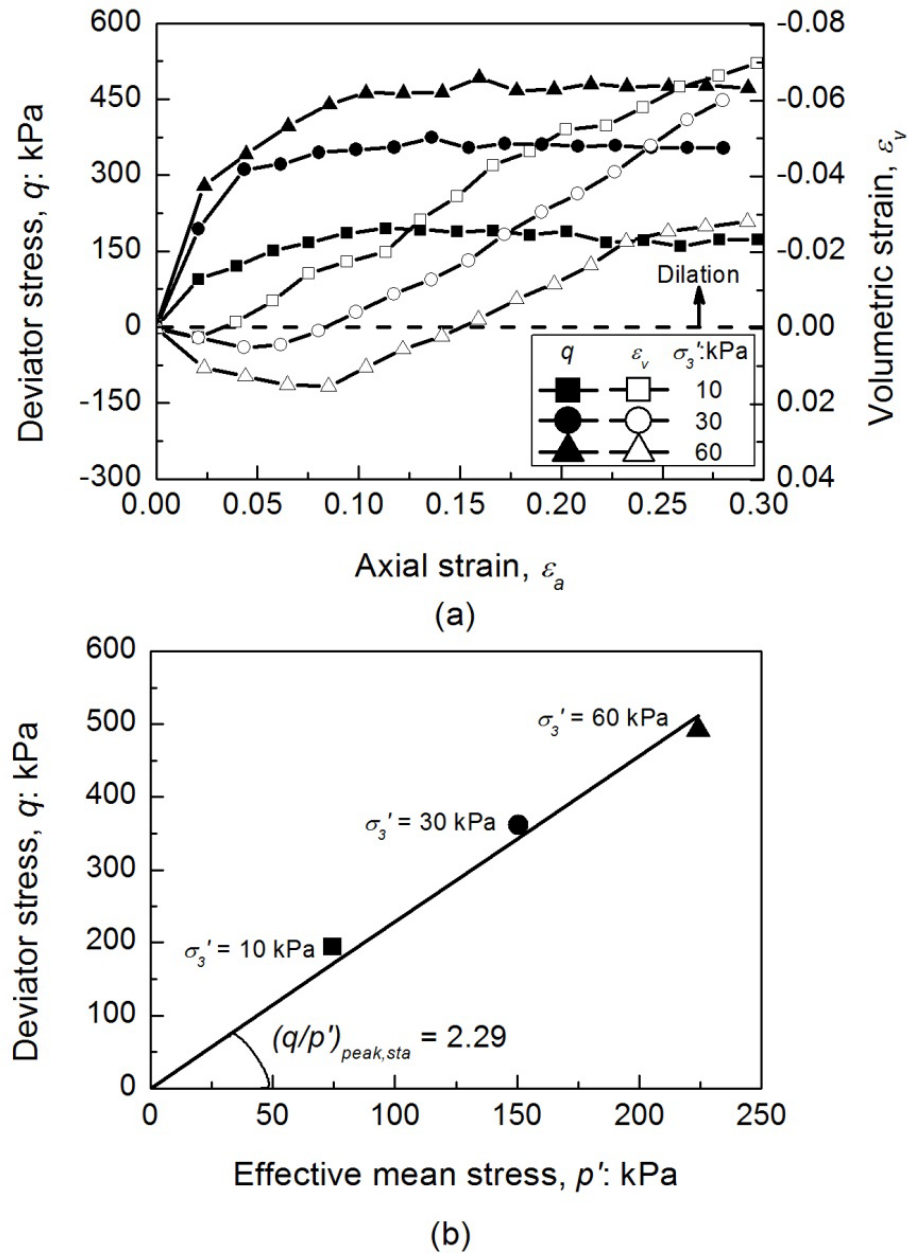 600
450
300
150
0
-150
-300
Deviator stress, q: kPa
-0.08
-0.06
-0.04
-0.02
0.00
0.02
0.04
Volumetric strain, εv
Dilation
q εv σ3':kPa
10
30
60
0.00 0.05 0.10 0.15 0.20 0.25 0.30
Axial strain, εa
(a)
600
500
400
300
200
100
0
Deviator stress, q: kPa
σ3' = 60 kPa
σ3' = 30 kPa
σ3' = 10 kPa
(q/p')peak,sta = 2.29
0 50 100 150 200 250
Effective mean stress, p': kPa
(b)